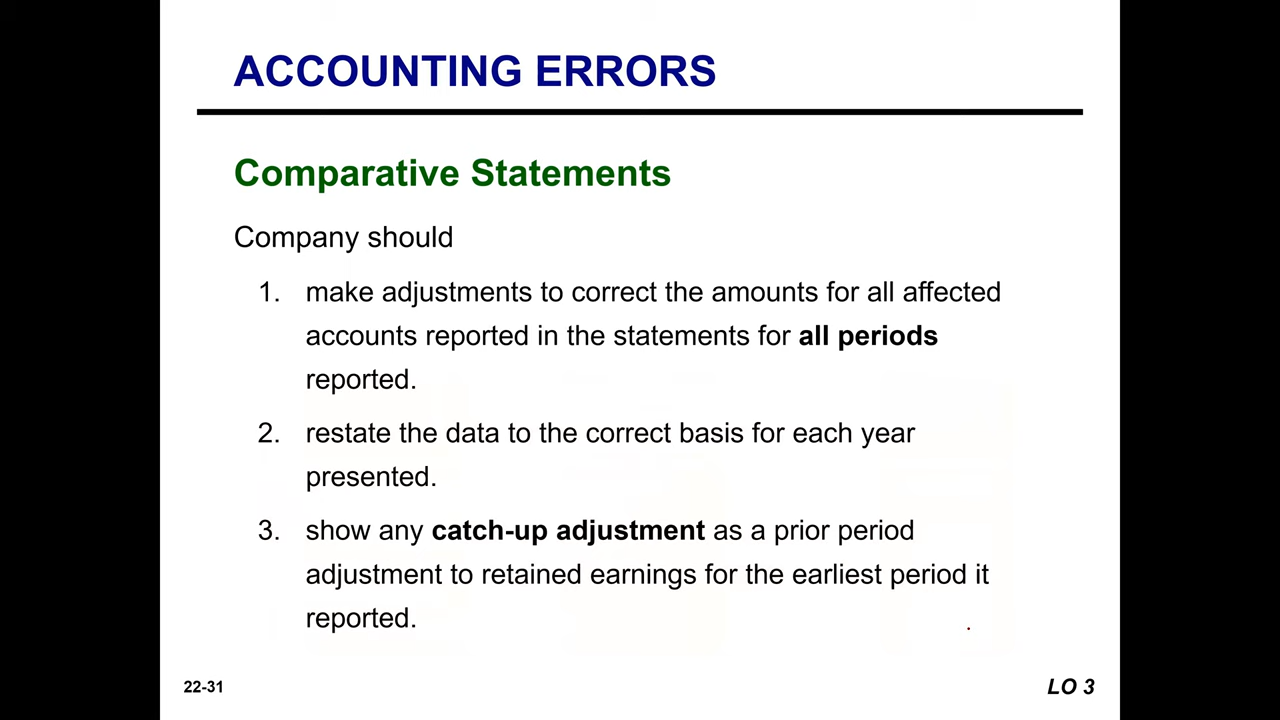 ACCOUNTING ERRORS
Comparative Statements
Company should
1. make adjustments to correct the amounts for all affected
accounts reported in the statements for all periods
reported.
2. restate the data to the correct basis for each year
presented.
3. show any catch-up adjustment as a prior period
adjustment to retained earnings for the earliest period it
reported.
22-31
LO 3